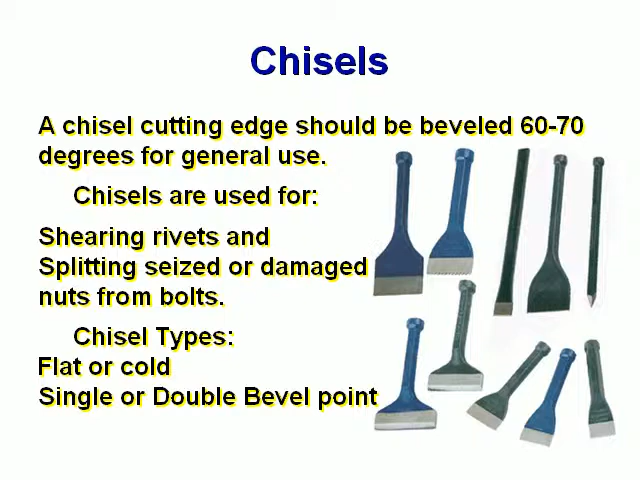 Chisels
A chisel cutting edge should be beveled 60-70
degrees for general use.
Chisels are used for:
Shearing rivets and
Splitting seized or damaged
nuts from bolts.
Chisel Types:
Flat or cold
Single or Double Bevel point